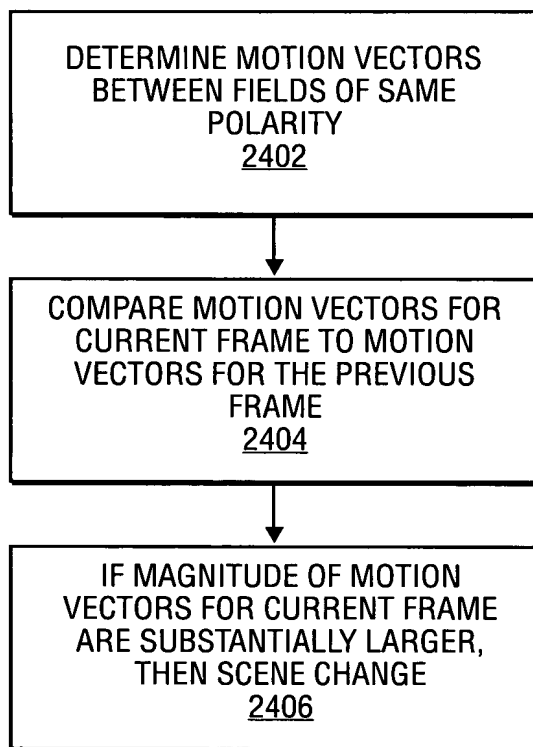 DETERMINE MOTION VECTORS
BETWEEN FIELDS OF SAME
POLARITY
2402
COMPARE MOTION VECTORS FOR
CURRENT FRAME TO MOTION
VECTORS FOR THE PREVIOUS
FRAME
2404
IF MAGNITUDE OF MOTION
VECTORS FOR CURRENT FRAME
ARE SUBSTANTIALLY LARGER,
THEN SCENE CHANGE
2406